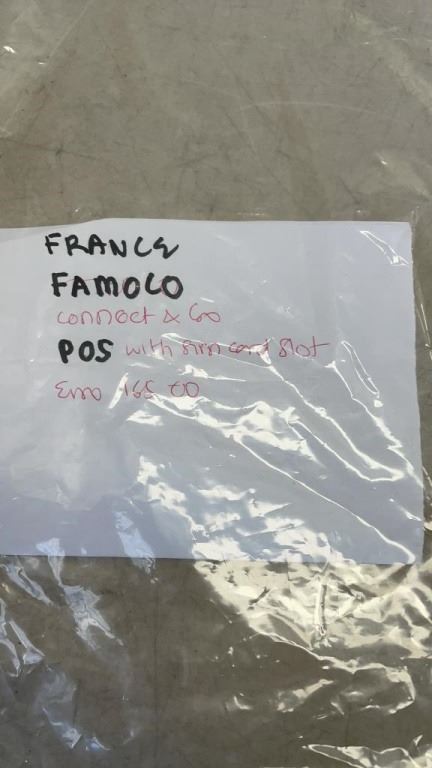 FRANCE
FAMOCO
connect & Go
POS with sim card slot
Euro 165 00